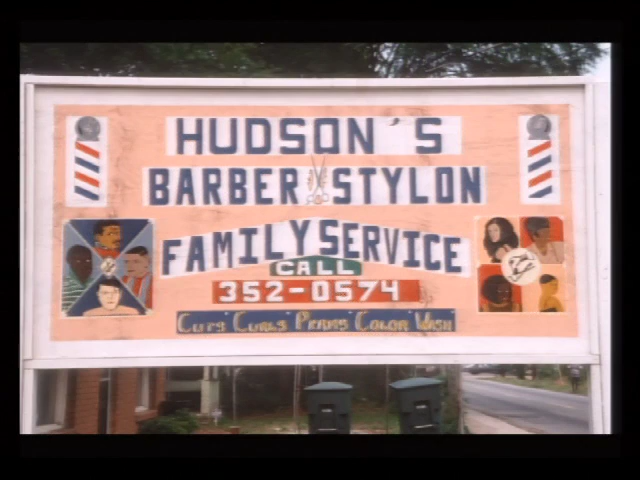 HUDSON'S
BARBER STYLON
FAMILY SERVICE
CALL
352-0574
CUTS" CURLS" PERMS" COLOR" WASH"